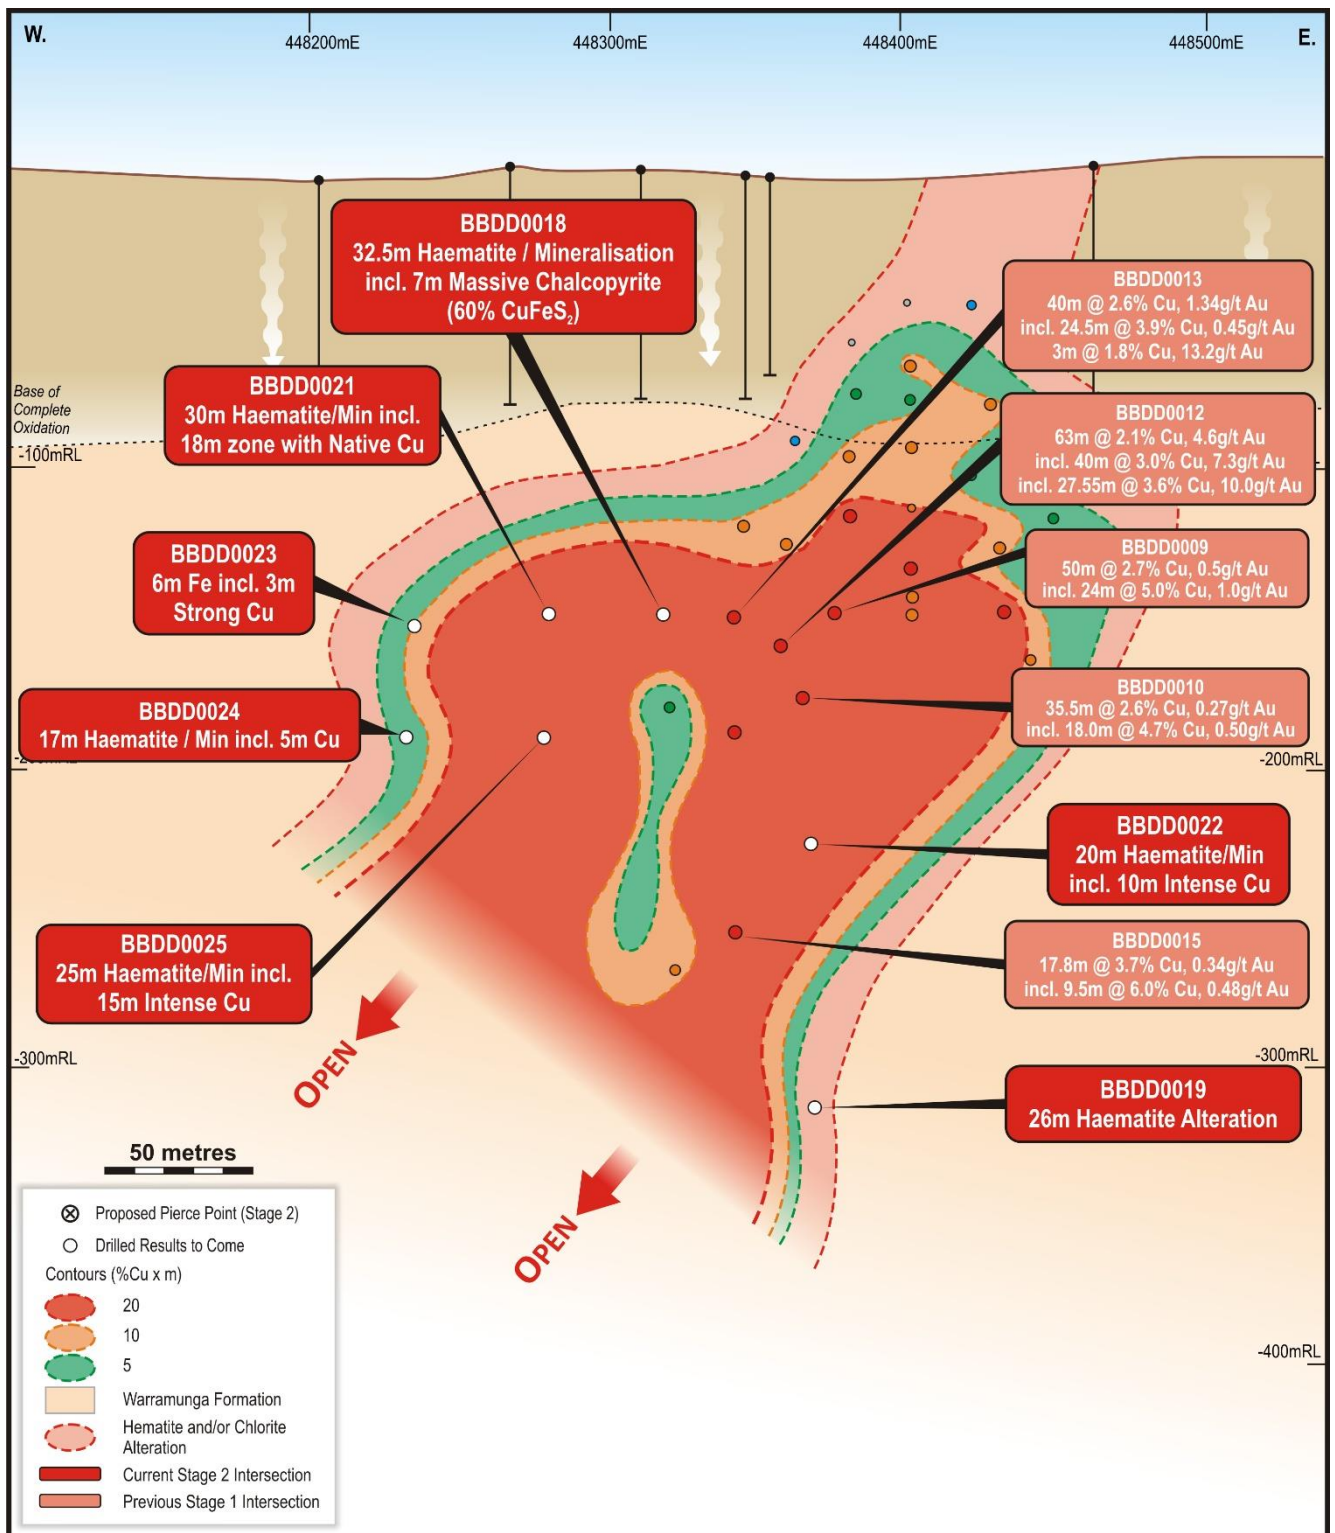 W.
448200mE
448300mE
448400mE
448500mE
E.
BBDD0018
32.5m Haematite / Mineralisation
incl. 7m Massive Chalcopyrite
(60% CuFeS₂)
BBDD0013
40m @ 2.6% Cu, 1.34g/t Au
incl. 24.5m @ 3.9% Cu, 0.45g/t Au
3m @ 1.8% Cu, 13.2g/t Au
BBDD0021
30m Haematite/Min incl.
18m zone with Native Cu
Base of
Complete
Oxidation
-100mRL
BBDD0012
63m @ 2.1% Cu, 4.6g/t Au
incl. 40m @ 3.0% Cu, 7.3g/t Au
incl. 27.55m @ 3.6% Cu, 10.0g/t Au
BBDD0023
6m Fe incl. 3m
Strong Cu
BBDD0009
50m @ 2.7% Cu, 0.5g/t Au
incl. 24m @ 5.0% Cu, 1.0g/t Au
BBDD0024
17m Haematite / Min incl. 5m Cu
BBDD0010
35.5m @ 2.6% Cu, 0.27g/t Au
incl. 18.0m @ 4.7% Cu, 0.50g/t Au
-200mRL
BBDD0022
20m Haematite/Min
incl. 10m Intense Cu
BBDD0025
25m Haematite/Min incl.
15m Intense Cu
BBDD0015
17.8m @ 3.7% Cu, 0.34g/t Au
incl. 9.5m @ 6.0% Cu, 0.48g/t Au
-300mRL
-300mRL
OPEN
BBDD0019
26m Haematite Alteration
OPEN
50 metres
-400mRL
Proposed Pierce Point (Stage 2)
Drilled Results to Come
Contours (%Cu x m)
20
10
5
Warramunga Formation
Hematite and/or Chlorite
Alteration
Current Stage 2 Intersection
Previous Stage 1 Intersection